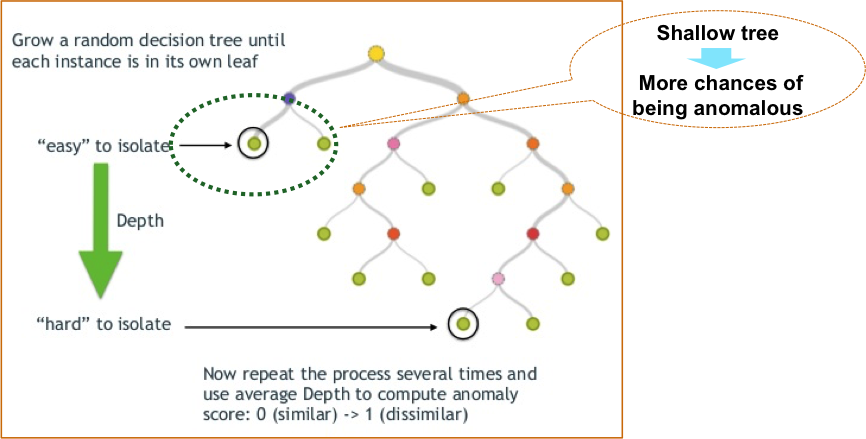 Grow a random decision tree until
each instance is in its own leaf
Shallow tree
More chances of
being anomalous
“easy” to isolate
Depth
“hard” to isolate
Now repeat the process several times and
use average Depth to compute anomaly
score: 0 (similar) -> 1 (dissimilar)